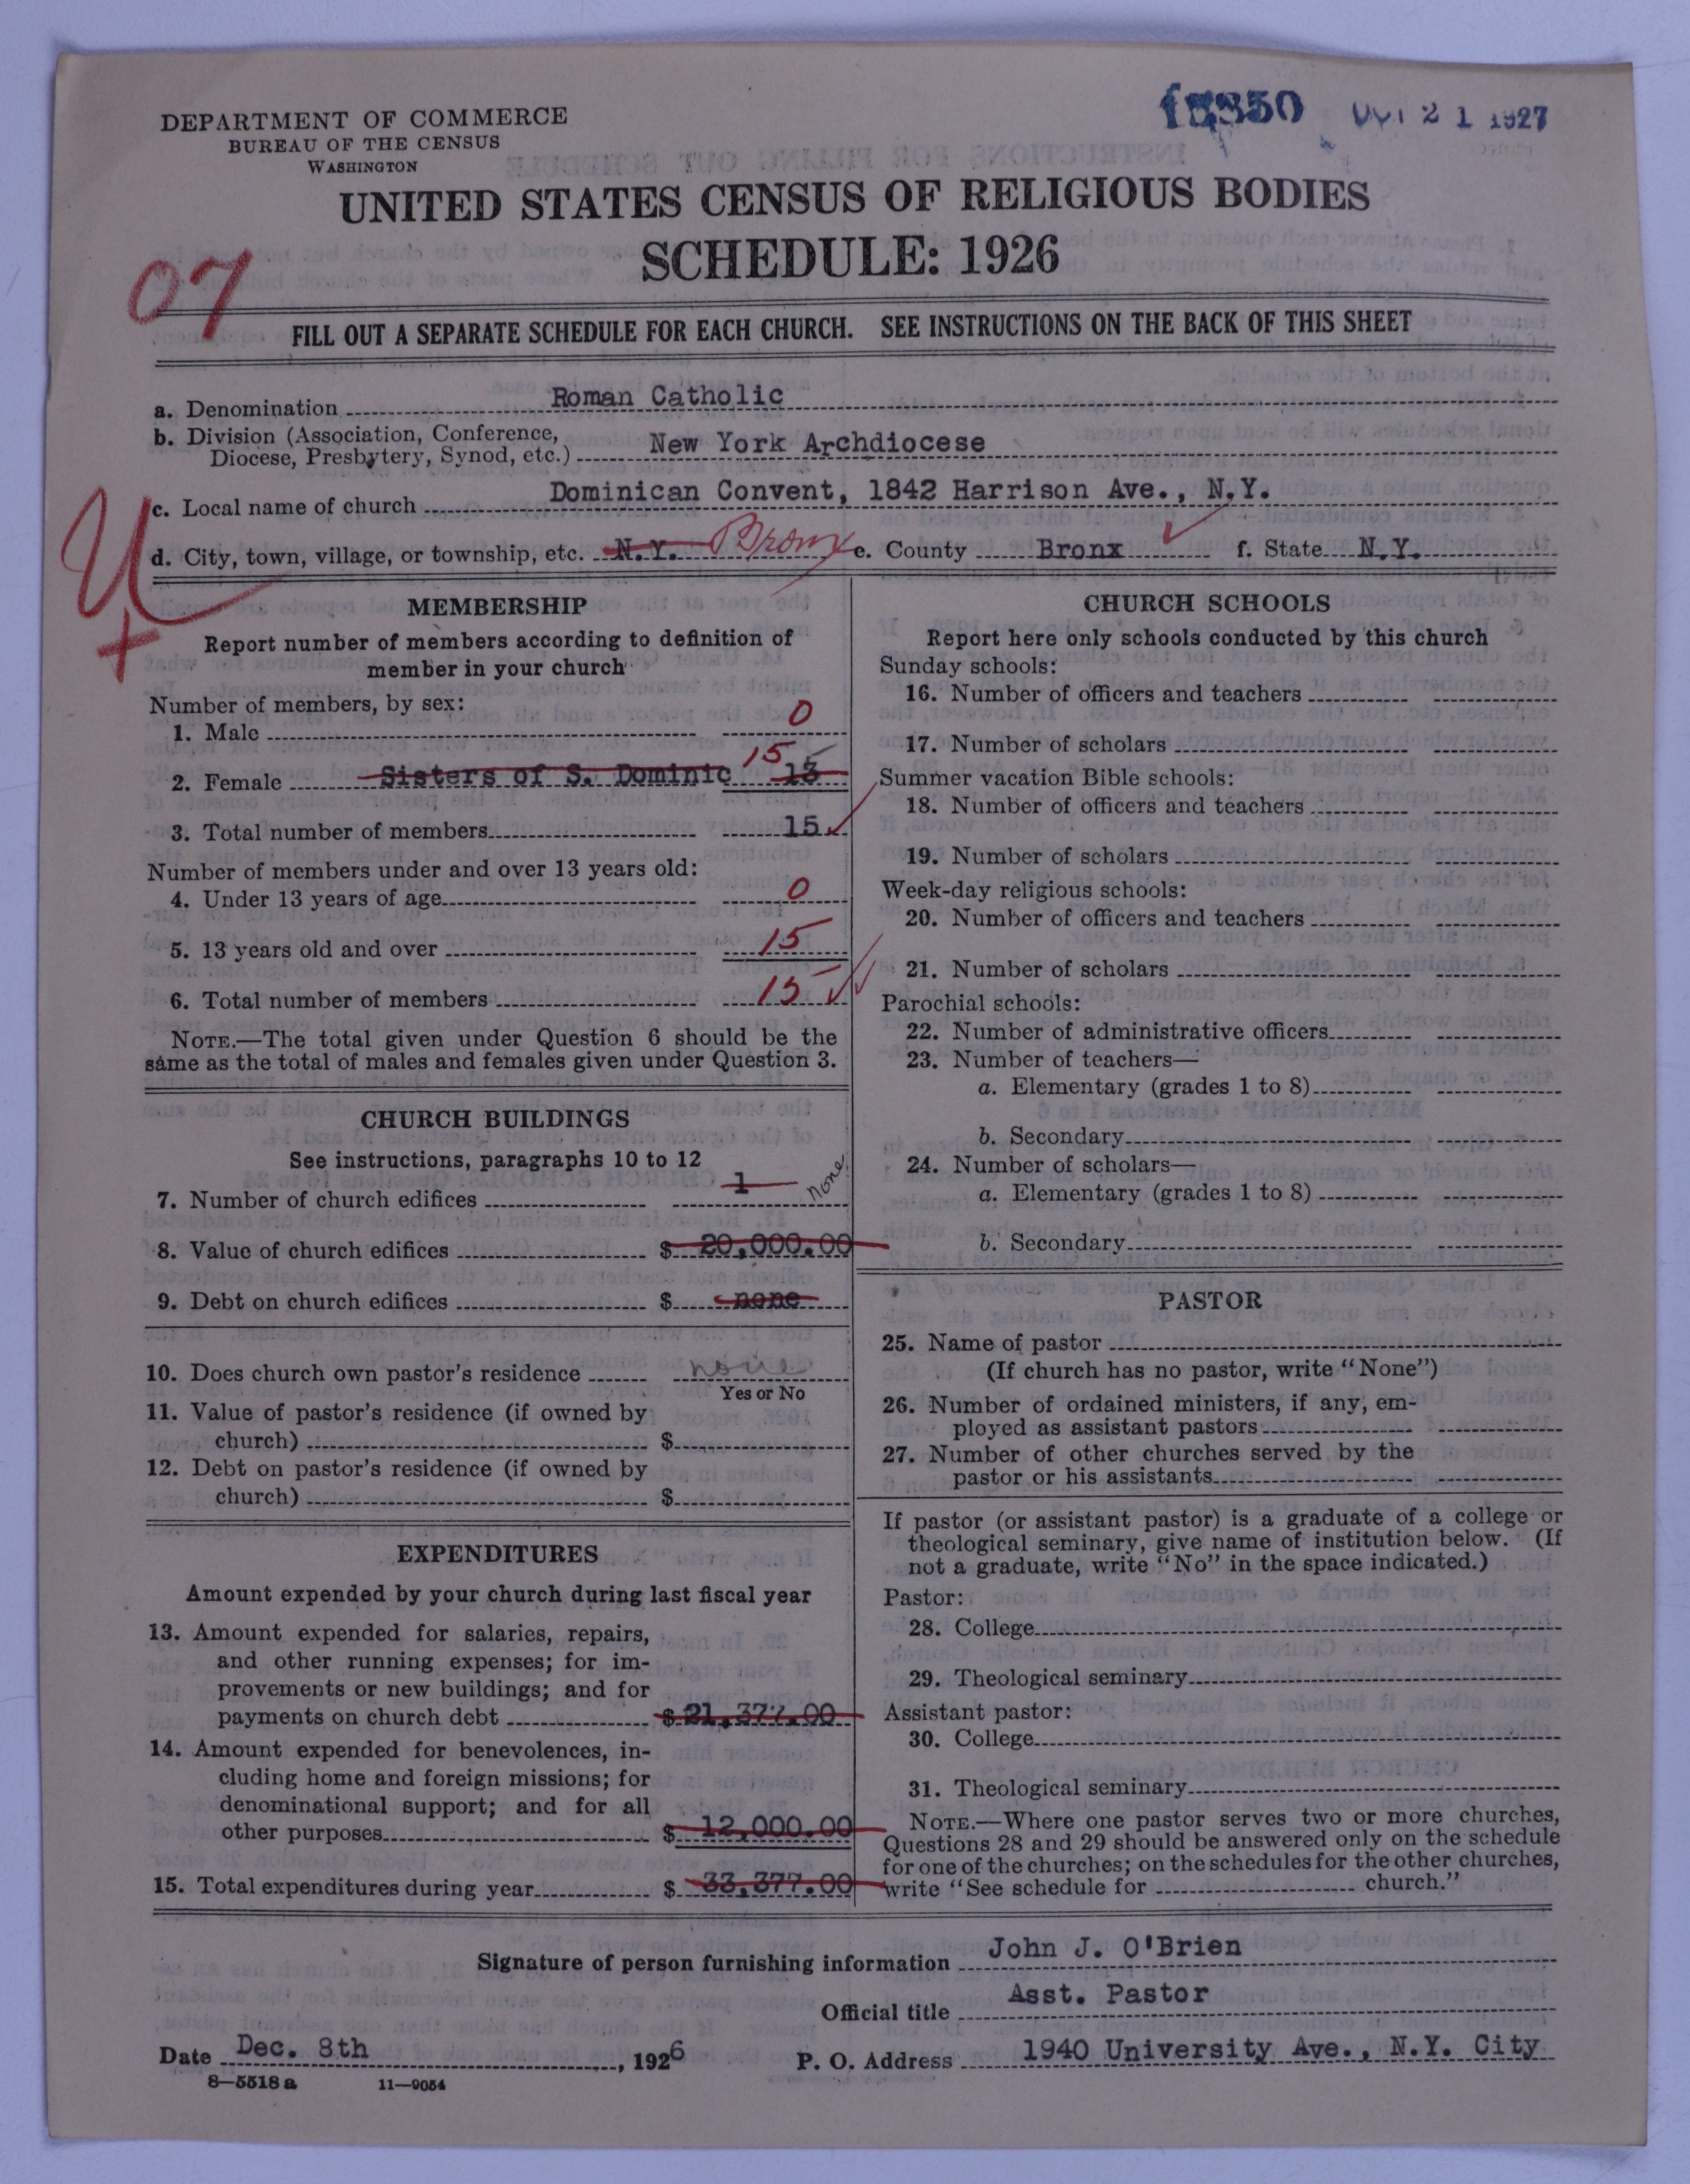 DEPARTMENT OF COMMERCE
BUREAU OF THE CENSUS
WASHINGTON
OCT 21 1927
UNITED STATES CENSUS OF RELIGIOUS BODIES
SCHEDULE: 1926
07
FILL OUT A SEPARATE SCHEDULE FOR EACH CHURCH. SEE INSTRUCTIONS ON THE BACK OF THIS SHEET
a. Denomination Roman Catholic
b. Division (Association, Conference, Diocese, Presbytery, Synod, etc.) New York Archdiocese
c. Local name of church Dominican Convent, 1842 Harrison Ave., N.Y.
d. City, town, village, or township, etc. N.Y. Bronx e. County Bronx f. State N.Y.
U
MEMBERSHIP
Report number of members according to definition of
member in your church
Number of members, by sex:
1. Male 0
2. Female Sisters of S. Dominic 15 13
3. Total number of members 15
Number of members under and over 13 years old:
4. Under 13 years of age 0
5. 13 years old and over 15
6. Total number of members 15
NOTE.—The total given under Question 6 should be the
same as the total of males and females given under Question 3.
CHURCH BUILDINGS
See instructions, paragraphs 10 to 12
7. Number of church edifices 1 none
8. Value of church edifices $ 20,000.00
9. Debt on church edifices $ none
10. Does church own pastor's residence none
Yes or No
11. Value of pastor's residence (if owned by
church) $
12. Debt on pastor's residence (if owned by
church) $
EXPENDITURES
Amount expended by your church during last fiscal year
13. Amount expended for salaries, repairs,
and other running expenses; for im-
provements or new buildings; and for
payments on church debt $ 21,377.00
14. Amount expended for benevolences, in-
cluding home and foreign missions; for
denominational support; and for all
other purposes $ 12,000.00
15. Total expenditures during year $ 33,377.00
CHURCH SCHOOLS
Report here only schools conducted by this church
Sunday schools:
16. Number of officers and teachers
17. Number of scholars
Summer vacation Bible schools:
18. Number of officers and teachers
19. Number of scholars
Week-day religious schools:
20. Number of officers and teachers
21. Number of scholars
Parochial schools:
22. Number of administrative officers
23. Number of teachers—
a. Elementary (grades 1 to 8)
b. Secondary
24. Number of scholars—
a. Elementary (grades 1 to 8)
b. Secondary
PASTOR
25. Name of pastor
(If church has no pastor, write "None")
26. Number of ordained ministers, if any, em-
ployed as assistant pastors
27. Number of other churches served by the
pastor or his assistants
If pastor (or assistant pastor) is a graduate of a college or
theological seminary, give name of institution below. (If
not a graduate, write "No" in the space indicated.)
Pastor:
28. College
29. Theological seminary
Assistant pastor:
30. College
31. Theological seminary
NOTE.—Where one pastor serves two or more churches,
Questions 28 and 29 should be answered only on the schedule
for one of the churches; on the schedules for the other churches,
write "See schedule for church."
Signature of person furnishing information John J. O'Brien
Official title Asst. Pastor
Date Dec. 8th, 1926 P. O. Address 1940 University Ave., N.Y. City
8—5518 a 11—9054